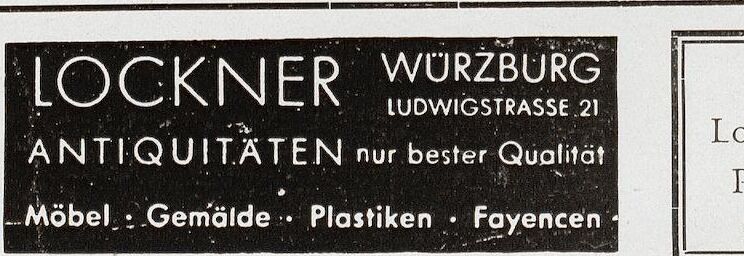 LOCKNER WÜRZBURG
LUDWIGSTRASSE 21
ANTIQUITÄTEN nur bester Qualität
Möbel · Gemälde · Plastiken · Fayencen